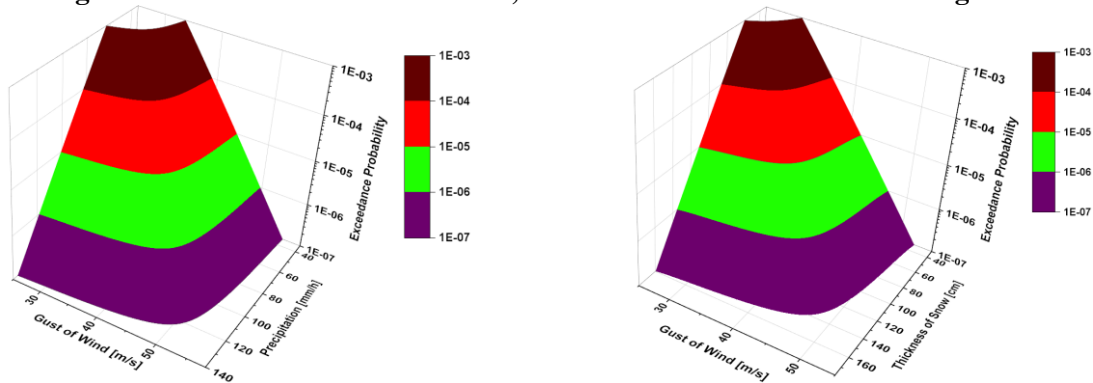 1E-03
1E-04
1E-05
1E-06
1E-07
Exceedance Probability
40
60
80
100
120
140
Precipitation [mm/h]
30
40
50
Gust of Wind [m/s]
1E-03
1E-04
1E-05
1E-06
1E-07
1E-03
1E-04
1E-05
1E-06
1E-07
Exceedance Probability
40
60
80
100
120
140
160
Thickness of Snow [cm]
30
40
50
Gust of Wind [m/s]
1E-03
1E-04
1E-05
1E-06
1E-07